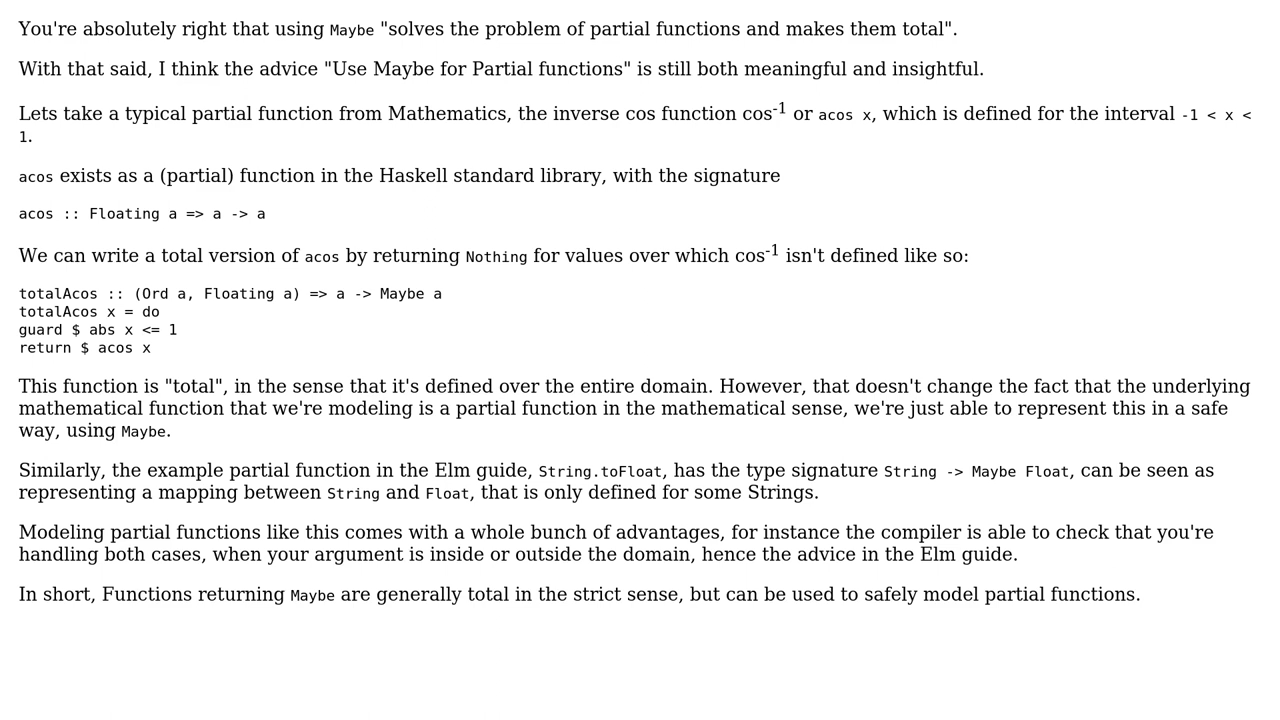 You're absolutely right that using Maybe "solves the problem of partial functions and makes them total".
With that said, I think the advice "Use Maybe for Partial functions" is still both meaningful and insightful.
Lets take a typical partial function from Mathematics, the inverse cos function cos-1 or acos x, which is defined for the interval -1 < x <
1.
acos exists as a (partial) function in the Haskell standard library, with the signature
acos :: Floating a => a -> a
We can write a total version of acos by returning Nothing for values over which cos-1 isn't defined like so:
totalAcos :: (Ord a, Floating a) => a -> Maybe a
totalAcos x = do
guard $ abs x <= 1
return $ acos x
This function is "total", in the sense that it's defined over the entire domain. However, that doesn't change the fact that the underlying
mathematical function that we're modeling is a partial function in the mathematical sense, we're just able to represent this in a safe
way, using Maybe.
Similarly, the example partial function in the Elm guide, String.toFloat, has the type signature String -> Maybe Float, can be seen as
representing a mapping between String and Float, that is only defined for some Strings.
Modeling partial functions like this comes with a whole bunch of advantages, for instance the compiler is able to check that you're
handling both cases, when your argument is inside or outside the domain, hence the advice in the Elm guide.
In short, Functions returning Maybe are generally total in the strict sense, but can be used to safely model partial functions.